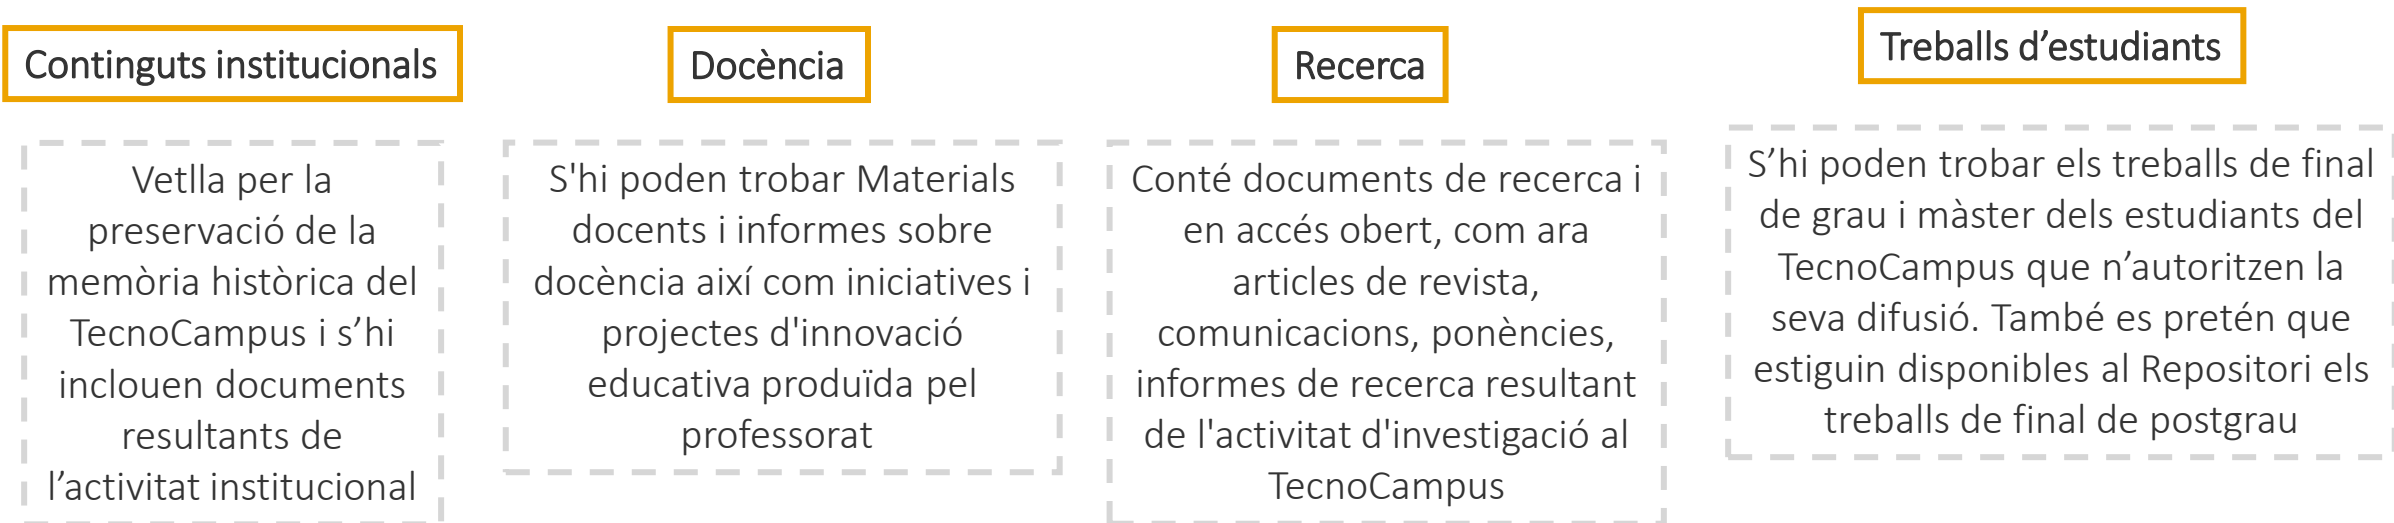 Continguts institucionals
Vetlla per la
preservació de la
memòria històrica del
TecnoCampus i s’hi
inclouen documents
resultants de
l’activitat institucional
Docència
S'hi poden trobar Materials
docents i informes sobre
docència així com iniciatives i
projectes d'innovació
educativa produïda pel
professorat
Recerca
Conté documents de recerca i
en accés obert, com ara
articles de revista,
comunicacions, ponències,
informes de recerca resultant
de l'activitat d'investigació al
TecnoCampus
Treballs d’estudiants
S’hi poden trobar els treballs de final
de grau i màster dels estudiants del
TecnoCampus que n’autoritzen la
seva difusió. També es pretén que
estiguin disponibles al Repositori els
treballs de final de postgrau